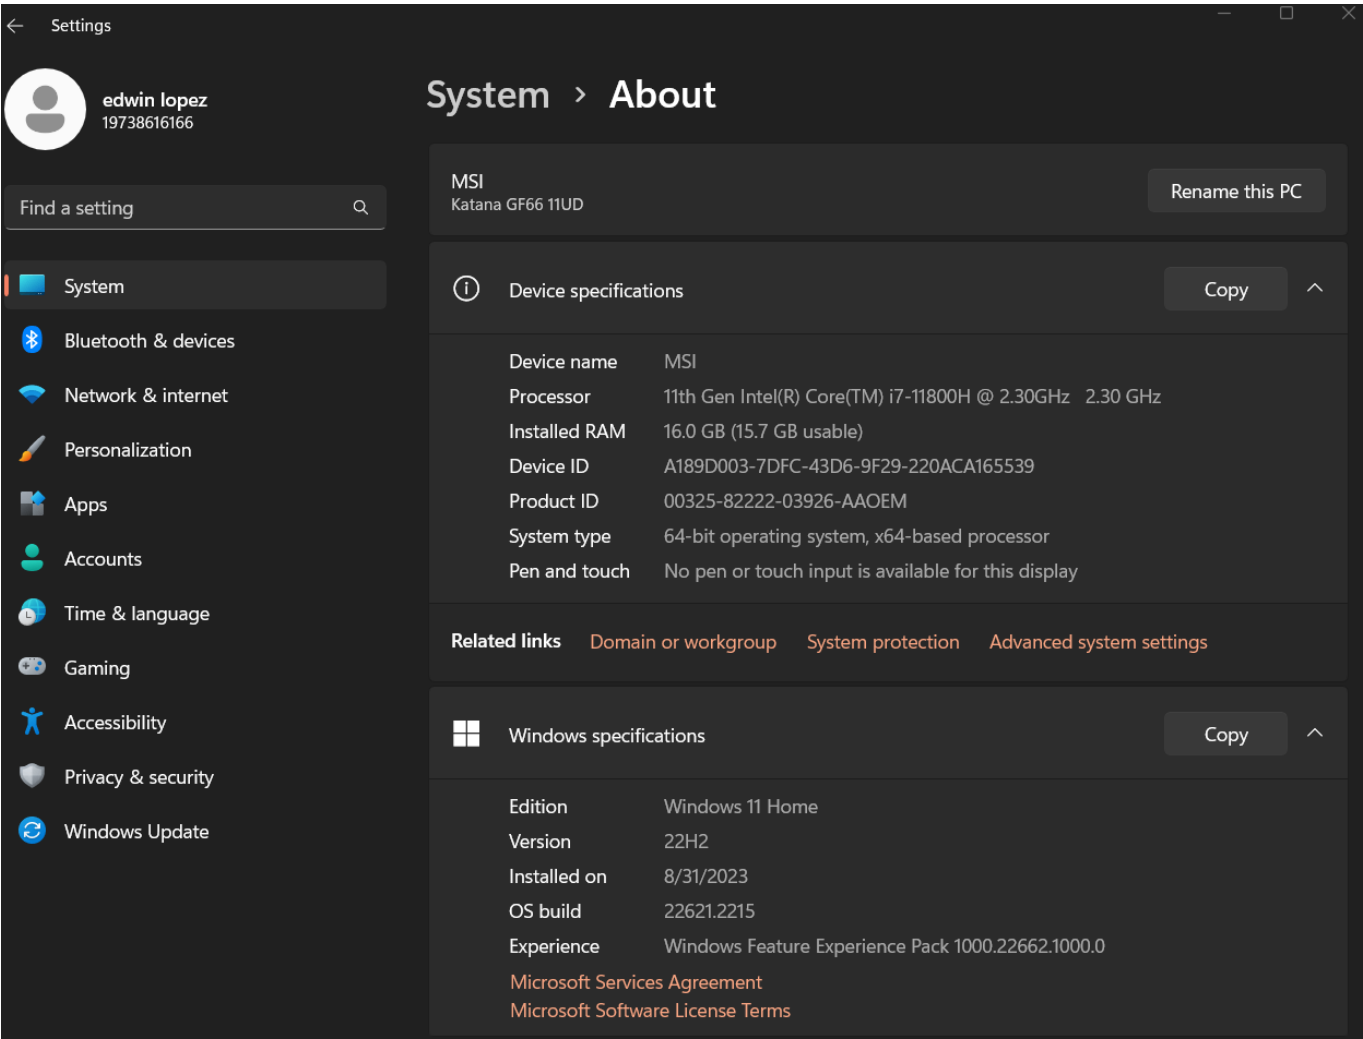 Settings
edwin lopez
19738616166
Find a setting
System
Bluetooth & devices
Network & internet
Personalization
Apps
Accounts
Time & language
Gaming
Accessibility
Privacy & security
Windows Update
System > About
MSI
Katana GF66 11UD
Rename this PC
Device specifications
Copy
Device name MSI
Processor 11th Gen Intel(R) Core(TM) i7-11800H @ 2.30GHz 2.30 GHz
Installed RAM 16.0 GB (15.7 GB usable)
Device ID A189D003-7DFC-43D6-9F29-220ACA165539
Product ID 00325-82222-03926-AAOEM
System type 64-bit operating system, x64-based processor
Pen and touch No pen or touch input is available for this display
Related links Domain or workgroup System protection Advanced system settings
Windows specifications
Copy
Edition Windows 11 Home
Version 22H2
Installed on 8/31/2023
OS build 22621.2215
Experience Windows Feature Experience Pack 1000.22662.1000.0
Microsoft Services Agreement
Microsoft Software License Terms